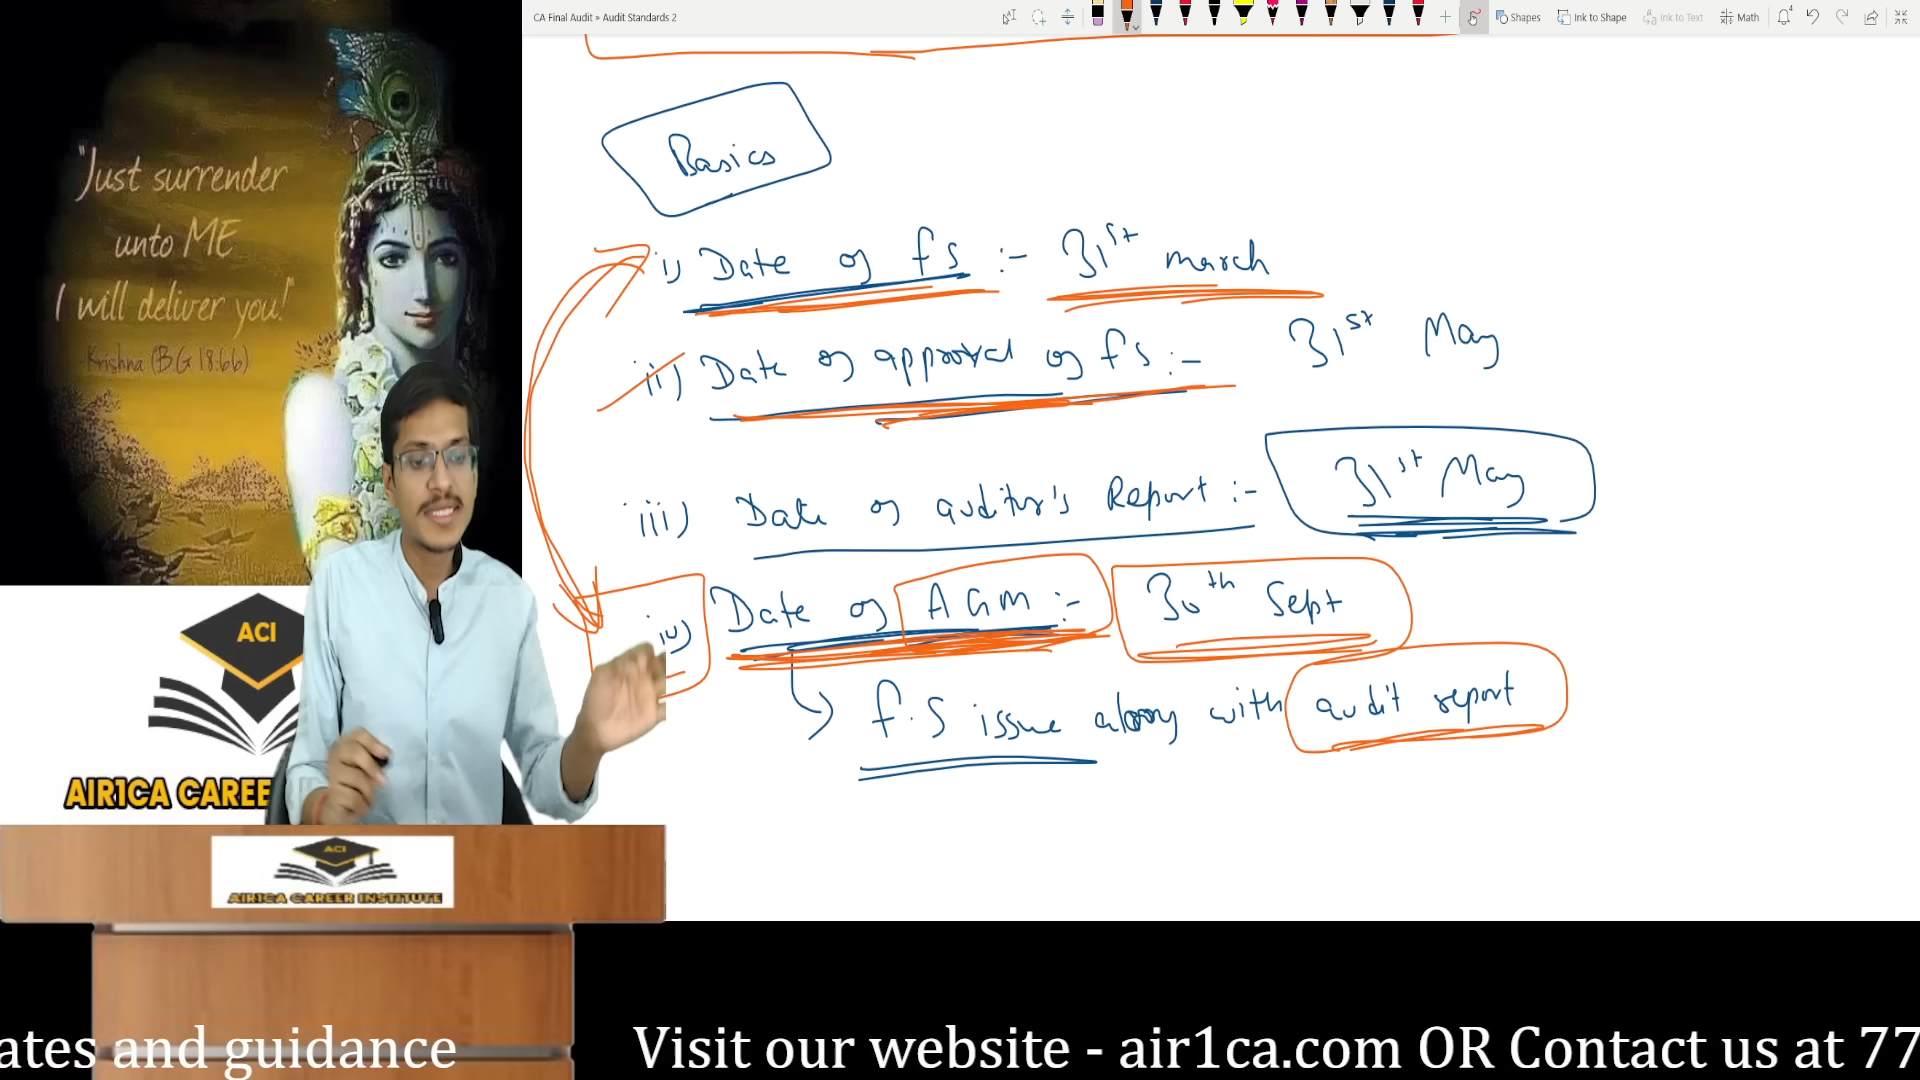 CA Final Audit » Audit Standards 2
Shapes
Ink to Shape
Ink to Text
Math
"Just surrender
unto ME
I will deliver you!"
- Krishna (B.G 18:66)
Basics
i) Date of fs :- 31st march
ii) Date of approval of fs :- 31st May
iii) Date of auditor's Report :- 31st May
iv) Date of AGM :- 30th Sept
f.s issue along with audit report
ACI
AIR1CA CAREE
ACI
AIR1CA CAREER INSTITUTE
ates and guidance
Visit our website - air1ca.com OR Contact us at 77